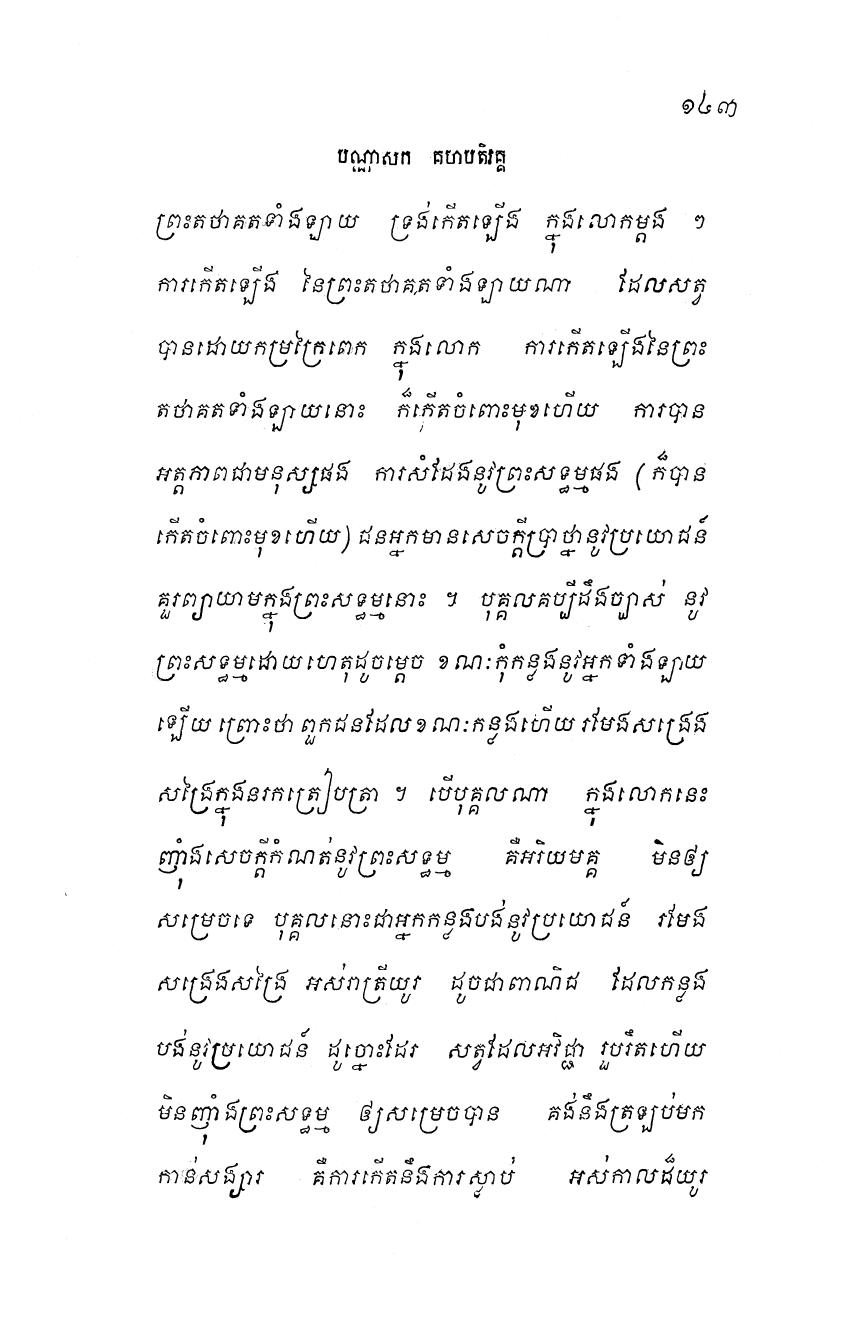 ១៤៣
បណ្ណាសក គហបតិវគ្គ
ព្រះតថាគតទាំងឡាយ ទ្រង់កើតឡើង ក្នុងលោកម្តង ៗ
ការកើតឡើង នៃព្រះតថាគតទាំងឡាយណា ដែលសត្វ
បានដោយកម្រក្រៃពេក ក្នុងលោក ការកើតឡើងនៃព្រះ
តថាគតទាំងឡាយនោះ ក៏កើតចំពោះមុខហើយ ការបាន
អត្តភាពជាមនុស្សផង ការសំដែងនូវព្រះសទ្ធម្មផង (ក៏បាន
កើតចំពោះមុខហើយ) ជនអ្នកមានសេចក្តីប្រាថ្នានូវប្រយោជន៍
គួរព្យាយាមក្នុងព្រះសទ្ធម្មនោះ ។ បុគ្គលគប្បីដឹងច្បាស់ នូវ
ព្រះសទ្ធម្មដោយហេតុដូចម្តេច ខណៈកុំកន្លងនូវអ្នកទាំងឡាយ
ឡើយ ព្រោះថា ពួកជនដែលខណៈកន្លងហើយ រមែងសង្រេង
សង្រៃក្នុងនរកត្រៀបត្រា ។ បើបុគ្គលណា ក្នុងលោកនេះ
ញុំាងសេចក្តីកំណត់នូវព្រះសទ្ធម្ម គឺអរិយមគ្គ មិនឲ្យ
សម្រេចទេ បុគ្គលនោះជាអ្នកកន្លងបង់នូវប្រយោជន៍ រមែង
សង្រេងសង្រៃ អស់រាត្រីយូរ ដូចជាពាណិជ ដែលកន្លង
បង់នូវប្រយោជន៍ ដូច្នោះដែរ សត្វដែលអវិជ្ជា រួបរឹតហើយ
មិនញុំាងព្រះសទ្ធម្ម ឲ្យសម្រេចបាន គង់នឹងត្រឡប់មក
កាន់សង្សារ គឺការកើតនឹងការស្លាប់ អស់កាលដ៏យូរ